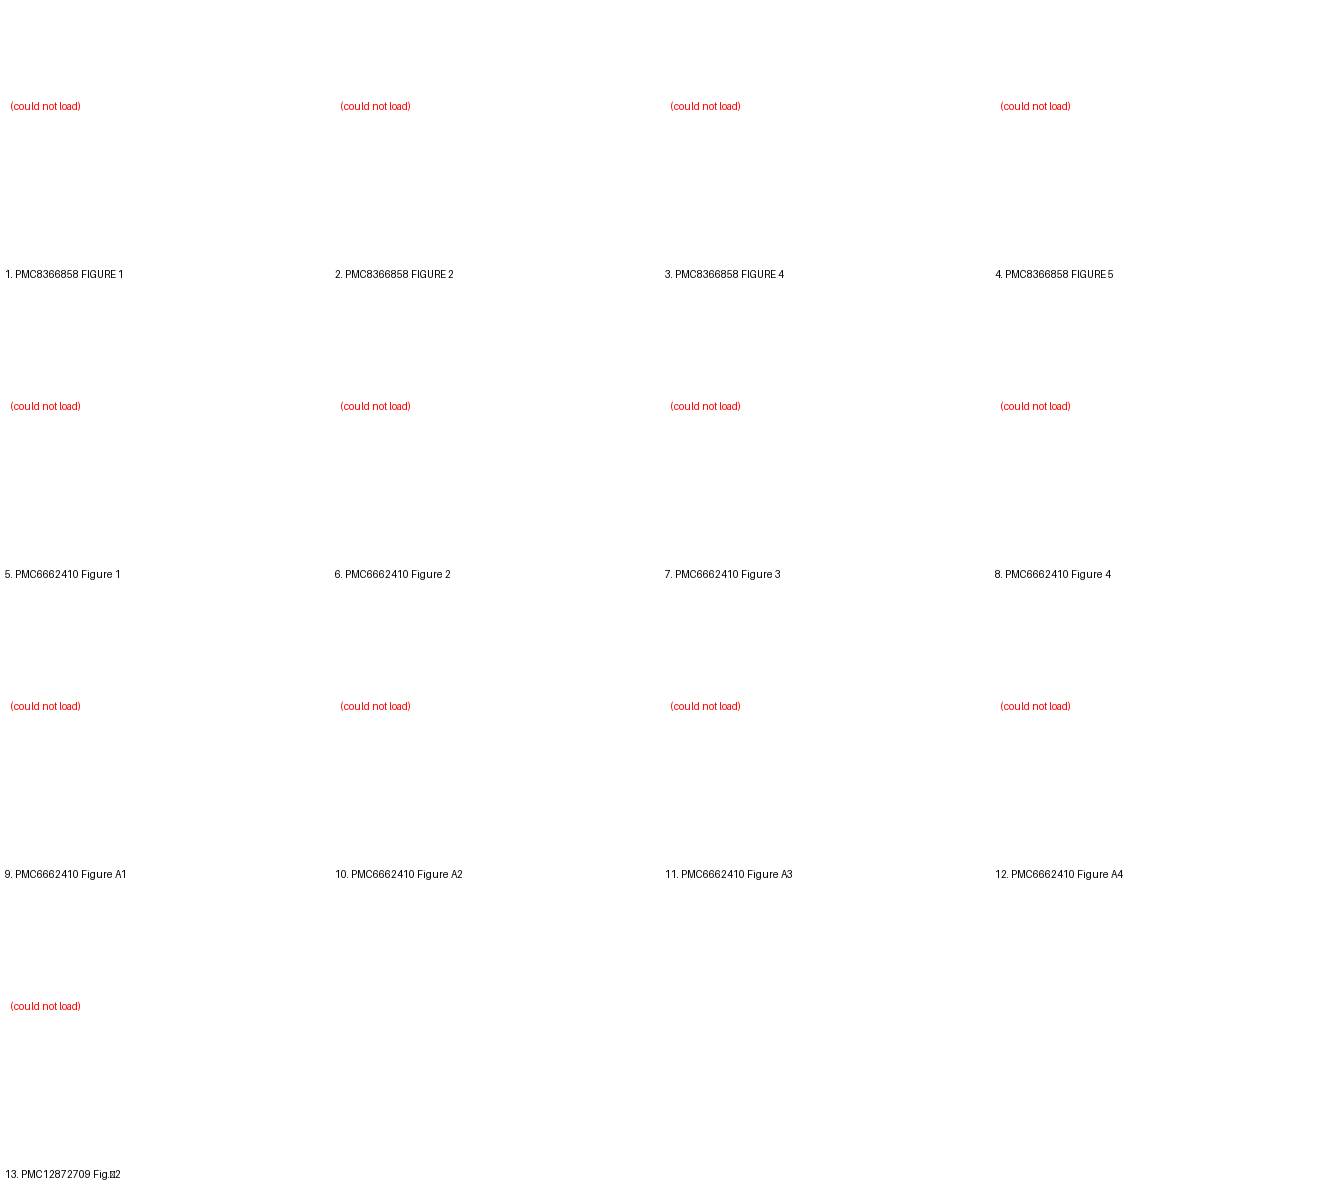 (could not load) (could not load) (could not load) (could not load)
1. PMC8366858 FIGURE 1 2. PMC8366858 FIGURE 2 3. PMC8366858 FIGURE 4 4. PMC8366858 FIGURE 5
(could not load) (could not load) (could not load) (could not load)
5. PMC6662410 Figure 1 6. PMC6662410 Figure 2 7. PMC6662410 Figure 3 8. PMC6662410 Figure 4
(could not load) (could not load) (could not load) (could not load)
9. PMC6662410 Figure A1 10. PMC6662410 Figure A2 11. PMC6662410 Figure A3 12. PMC6662410 Figure A4
(could not load)
13. PMC12872709 Fig.▯2